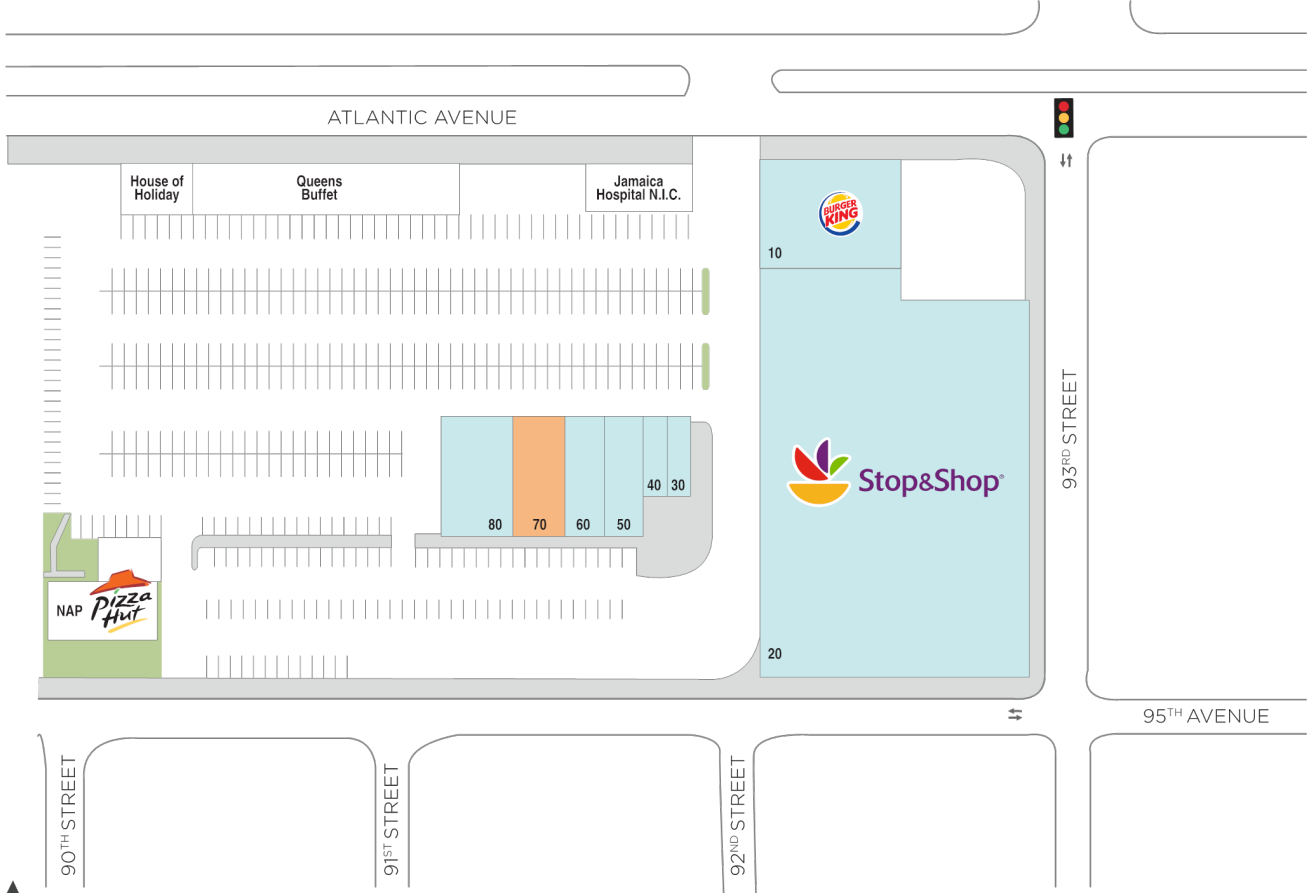 ATLANTIC AVENUE
House of
Holiday
Queens
Buffet
Jamaica
Hospital N.I.C.
BURGER
KING
10
93RD STREET
Stop&Shop®
40 30
80 70 60 50
NAP Pizza
Hut
20
95TH AVENUE
90TH STREET
91ST STREET
92ND STREET